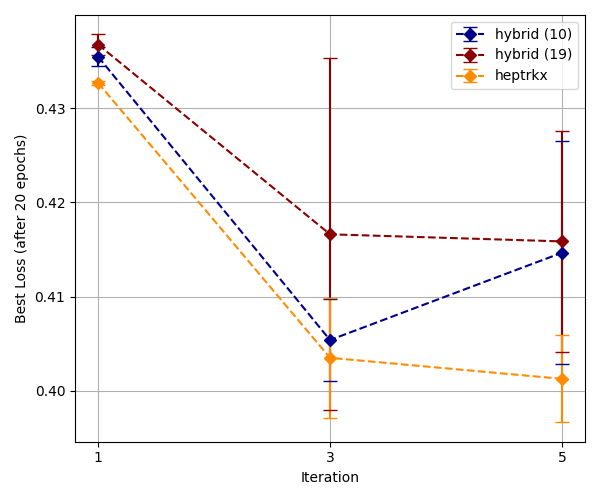 hybrid (10)
hybrid (19)
heptrkx
Best Loss (after 20 epochs)
0.43
0.42
0.41
0.40
1
3
5
Iteration